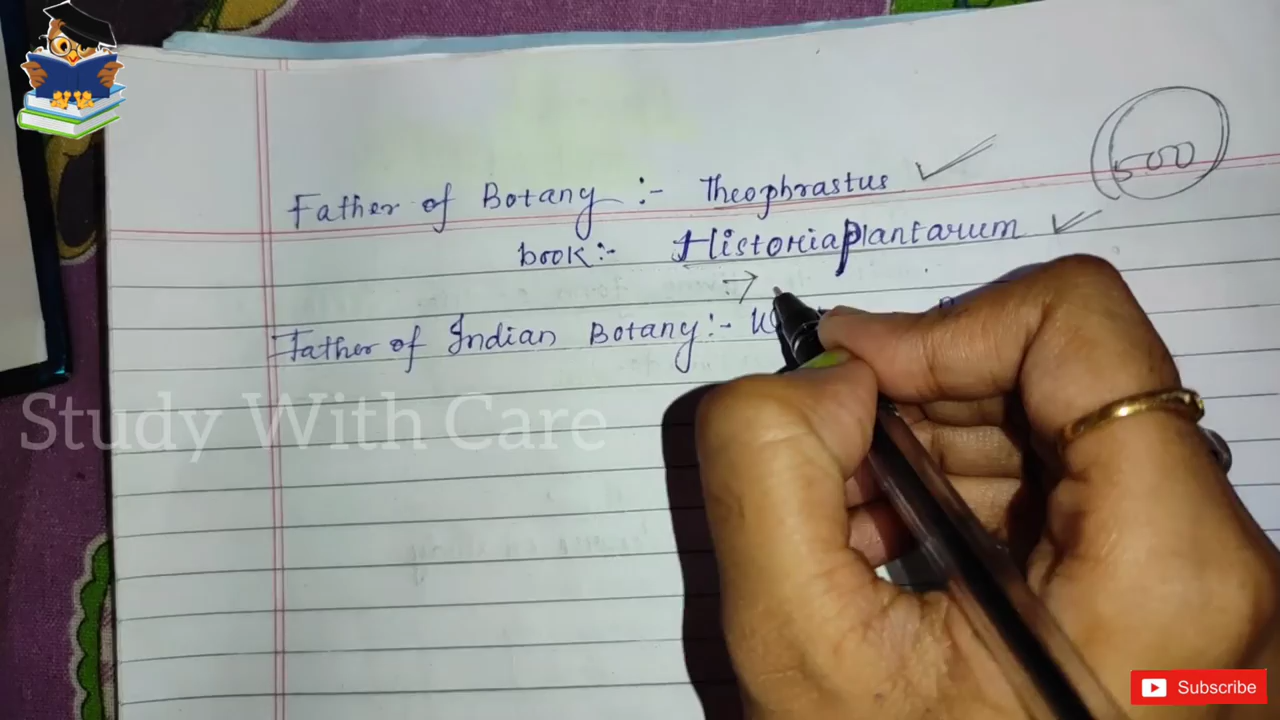 500
Father of Botany :- Theophrastus
book:- Historiaplantarum
Father of Indian Botany:-
Study With Care
Subscribe